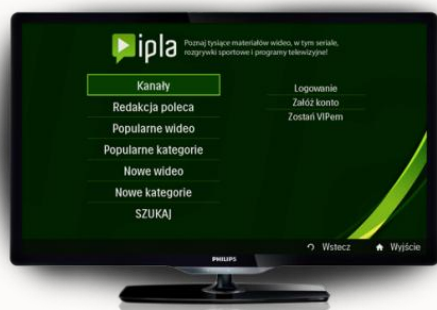 ipla
Poznaj tysiące materiałów wideo, w tym seriale,
rozgrywki sportowe i programy telewizyjne!
Kanały
Redakcja poleca
Popularne wideo
Popularne kategorie
Nowe wideo
Nowe kategorie
SZUKAJ
Logowanie
Załóż konto
Zostań VIPem
Wstecz
Wyjście
PHILIPS